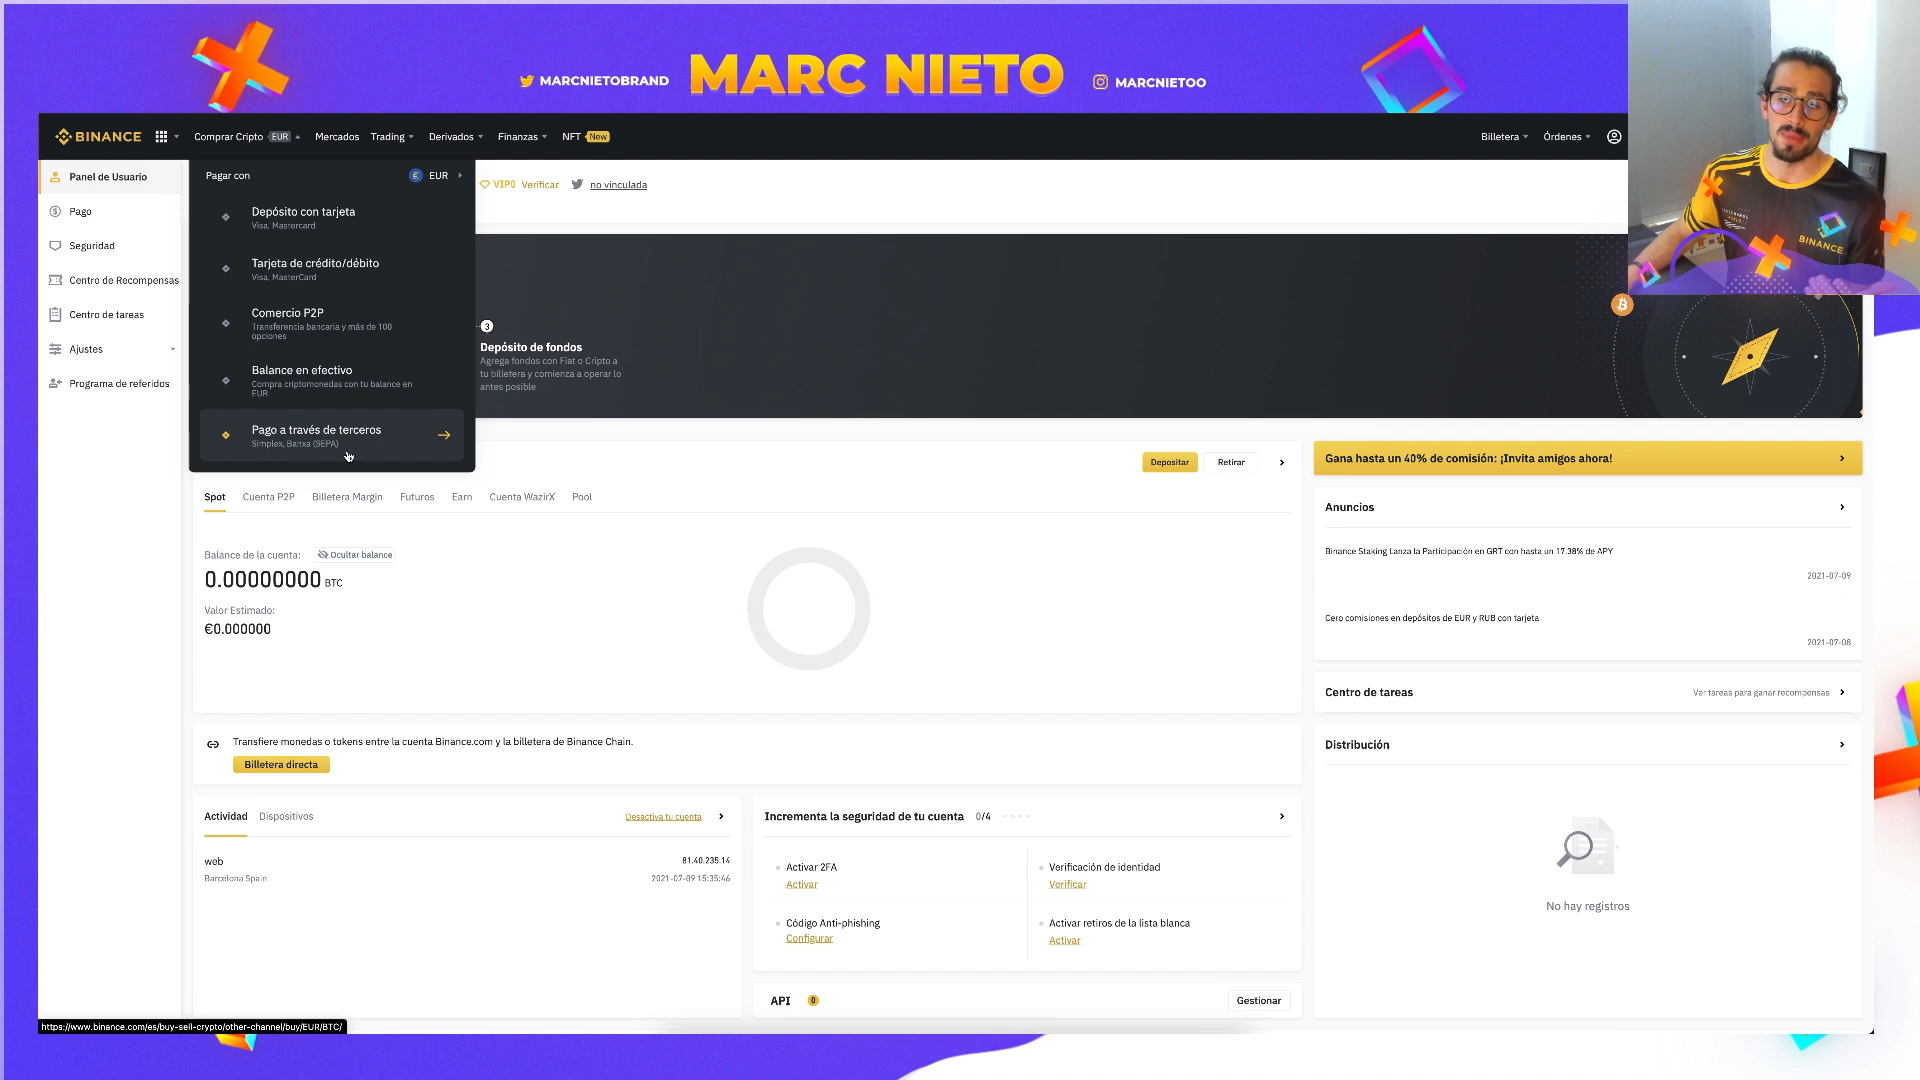 MARCNIETOBRAND
MARC NIETO
MARCNIETOO
BINANCE
Comprar Cripto EUR
Mercados
Trading
Derivados
Finanzas
NFT New
Billetera
Órdenes
Panel de Usuario
Pago
Seguridad
Centro de Recompensas
Centro de tareas
Ajustes
Programa de referidos
Pagar con
EUR
Depósito con tarjeta
Visa, Mastercard
Tarjeta de crédito/débito
Visa, MasterCard
Comercio P2P
Transferencia bancaria y más de 100
opciones
Balance en efectivo
Compra criptomonedas con tu balance en
EUR
Pago a través de terceros
Simplex, Banxa (SEPA)
VIP0 Verificar
no vinculada
3
Depósito de fondos
Agrega fondos con Fiat o Cripto a
tu billetera y comienza a operar lo
antes posible
BINANCE
Depositar
Retirar
Spot
Cuenta P2P
Billetera Margin
Futuros
Earn
Cuenta WazirX
Pool
Balance de la cuenta:
Ocultar balance
0.00000000 BTC
Valor Estimado:
€0.000000
Transfiere monedas o tokens entre la cuenta Binance.com y la billetera de Binance Chain.
Billetera directa
Gana hasta un 40% de comisión: ¡Invita amigos ahora!
Anuncios
Binance Staking Lanza la Participación en GRT con hasta un 17.38% de APY
2021-07-09
Cero comisiones en depósitos de EUR y RUB con tarjeta
2021-07-08
Centro de tareas
Ver tareas para ganar recompensas
Distribución
No hay registros
Actividad
Dispositivos
Desactiva tu cuenta
web
81.40.235.14
Barcelona Spain
2021-07-09 15:35:46
Incrementa la seguridad de tu cuenta 0/4
Activar 2FA
Activar
Verificación de identidad
Verificar
Código Anti-phishing
Configurar
Activar retiros de la lista blanca
Activar
API 0
Gestionar
https://www.binance.com/es/buy-sell-crypto/other-channel/buy/EUR/BTC/